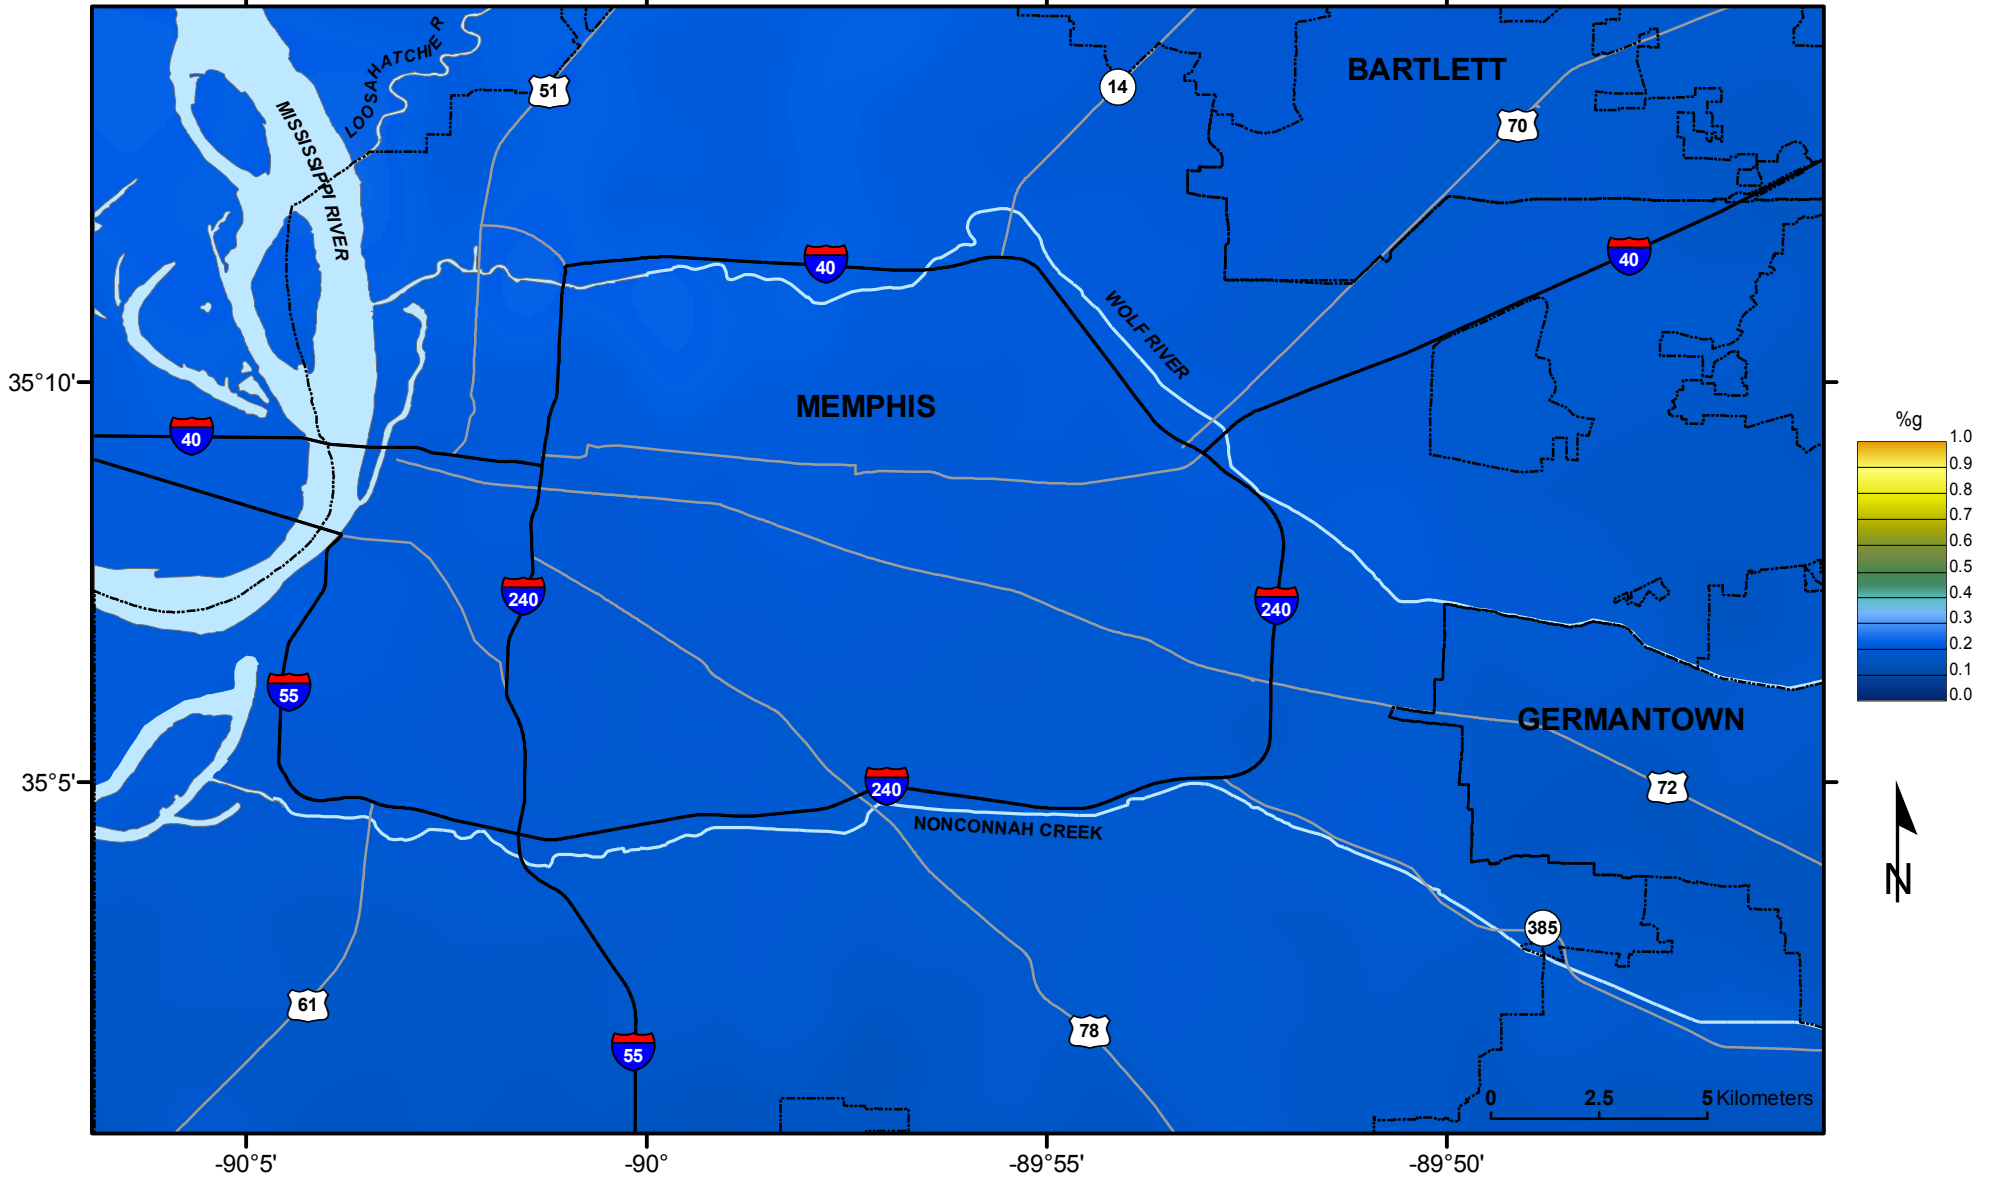 LOOSAHATCHIE R
51
14
BARTLETT
70
MISSISSIPPI RIVER
40
40
WOLF RIVER
35°10'
MEMPHIS
40
%g
1.0
0.9
0.8
0.7
0.6
0.5
0.4
0.3
0.2
0.1
0.0
240
240
55
GERMANTOWN
35°5'
240
72
NONCONNAH CREEK
N
385
61
78
55
0 2.5 5 Kilometers
-90°5' -90° -89°55' -89°50'